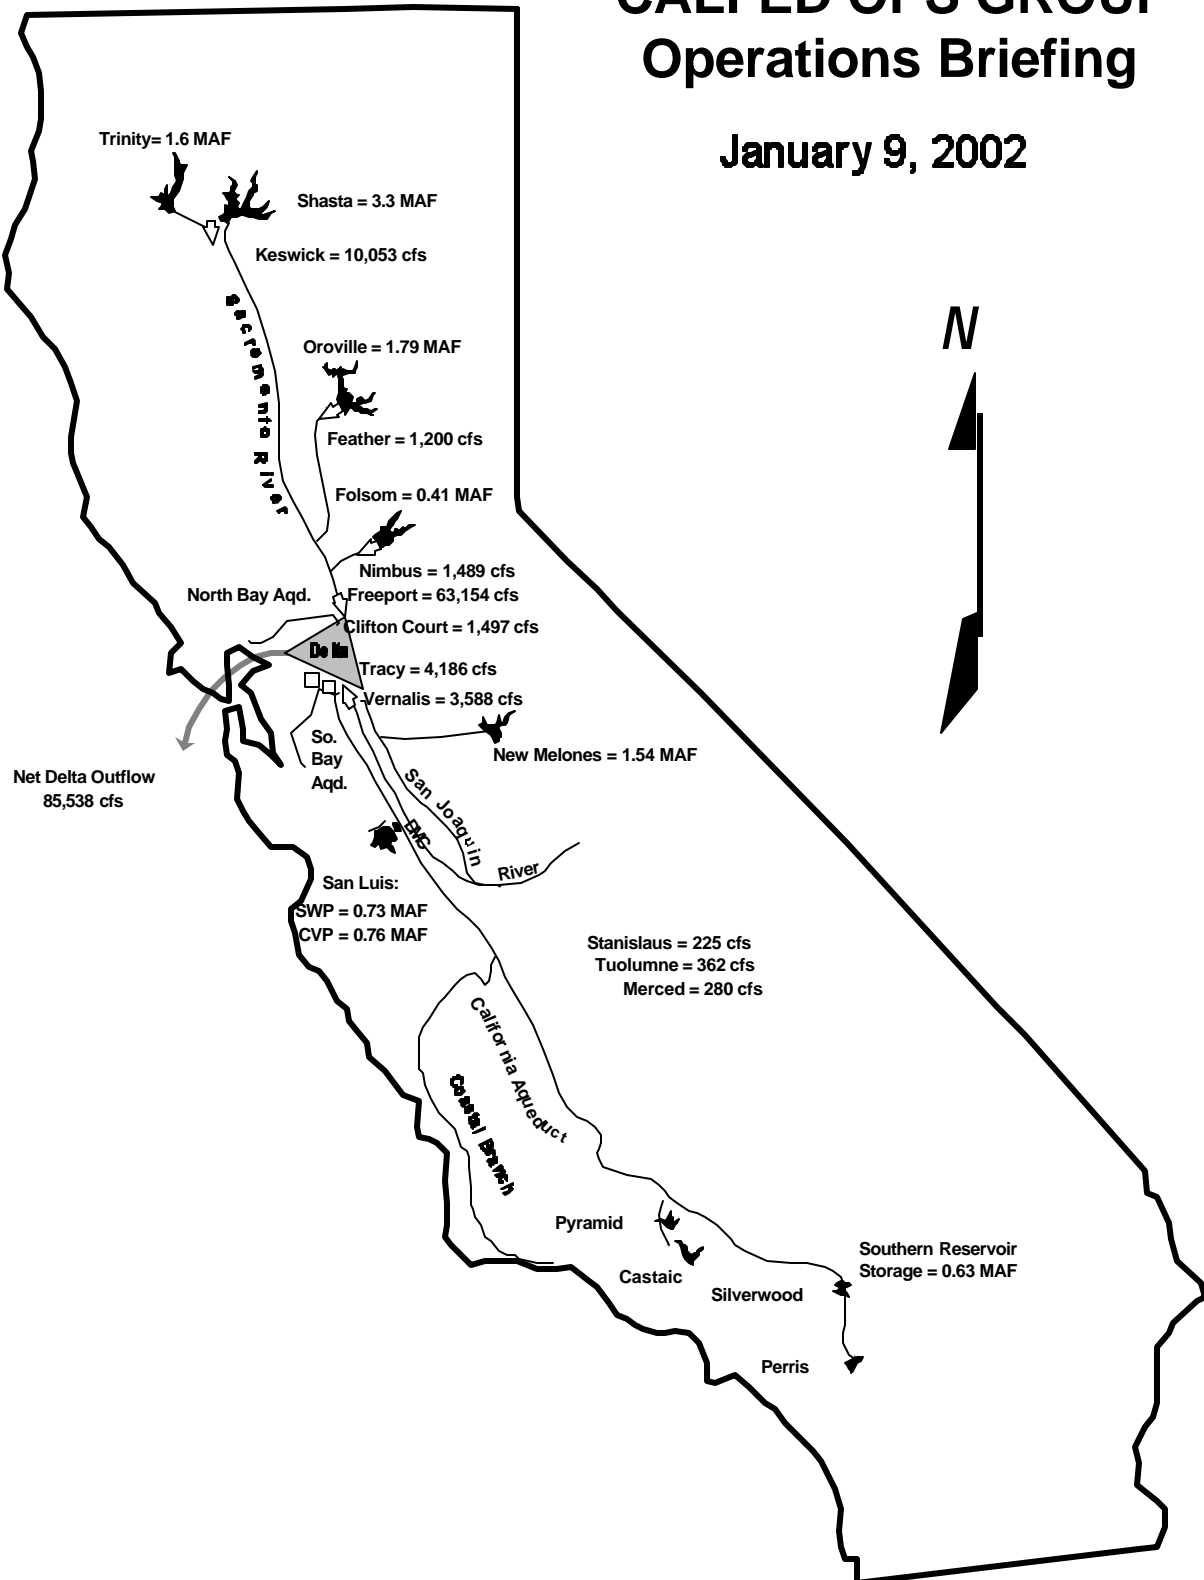 CALFED OPS GROUP
Operations Briefing
January 9, 2002
Trinity= 1.6 MAF
Shasta = 3.3 MAF
Keswick = 10,053 cfs
Sacramento River
Oroville = 1.79 MAF
Feather = 1,200 cfs
Folsom = 0.41 MAF
Nimbus = 1,489 cfs
North Bay Aqd.
Freeport = 63,154 cfs
Clifton Court = 1,497 cfs
Delta
Tracy = 4,186 cfs
Vernalis = 3,588 cfs
So.
Bay
Aqd.
New Melones = 1.54 MAF
Net Delta Outflow
85,538 cfs
San Joaquin
River
DMC
San Luis:
SWP = 0.73 MAF
CVP = 0.76 MAF
Stanislaus = 225 cfs
Tuolumne = 362 cfs
Merced = 280 cfs
California Aqueduct
Coastal Branch
Pyramid
Castaic
Silverwood
Southern Reservoir
Storage = 0.63 MAF
Perris
N